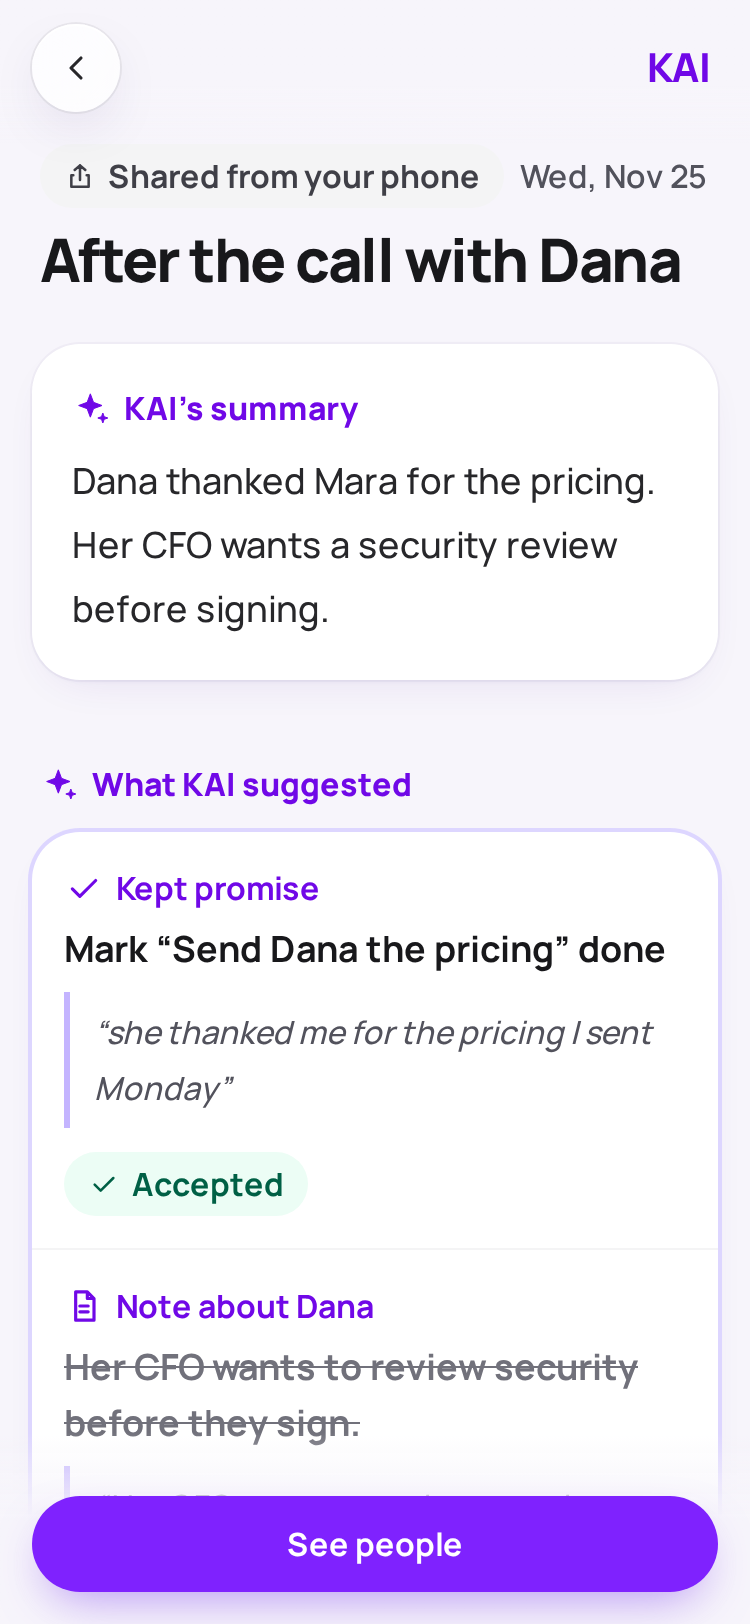 KAI
Shared from your phone Wed, Nov 25
After the call with Dana
KAI’s summary
Dana thanked Mara for the pricing.
Her CFO wants a security review
before signing.
What KAI suggested
Kept promise
Mark “Send Dana the pricing” done
“she thanked me for the pricing I sent
Monday”
Accepted
Note about Dana
Her CFO wants to review security
before they sign.
See people